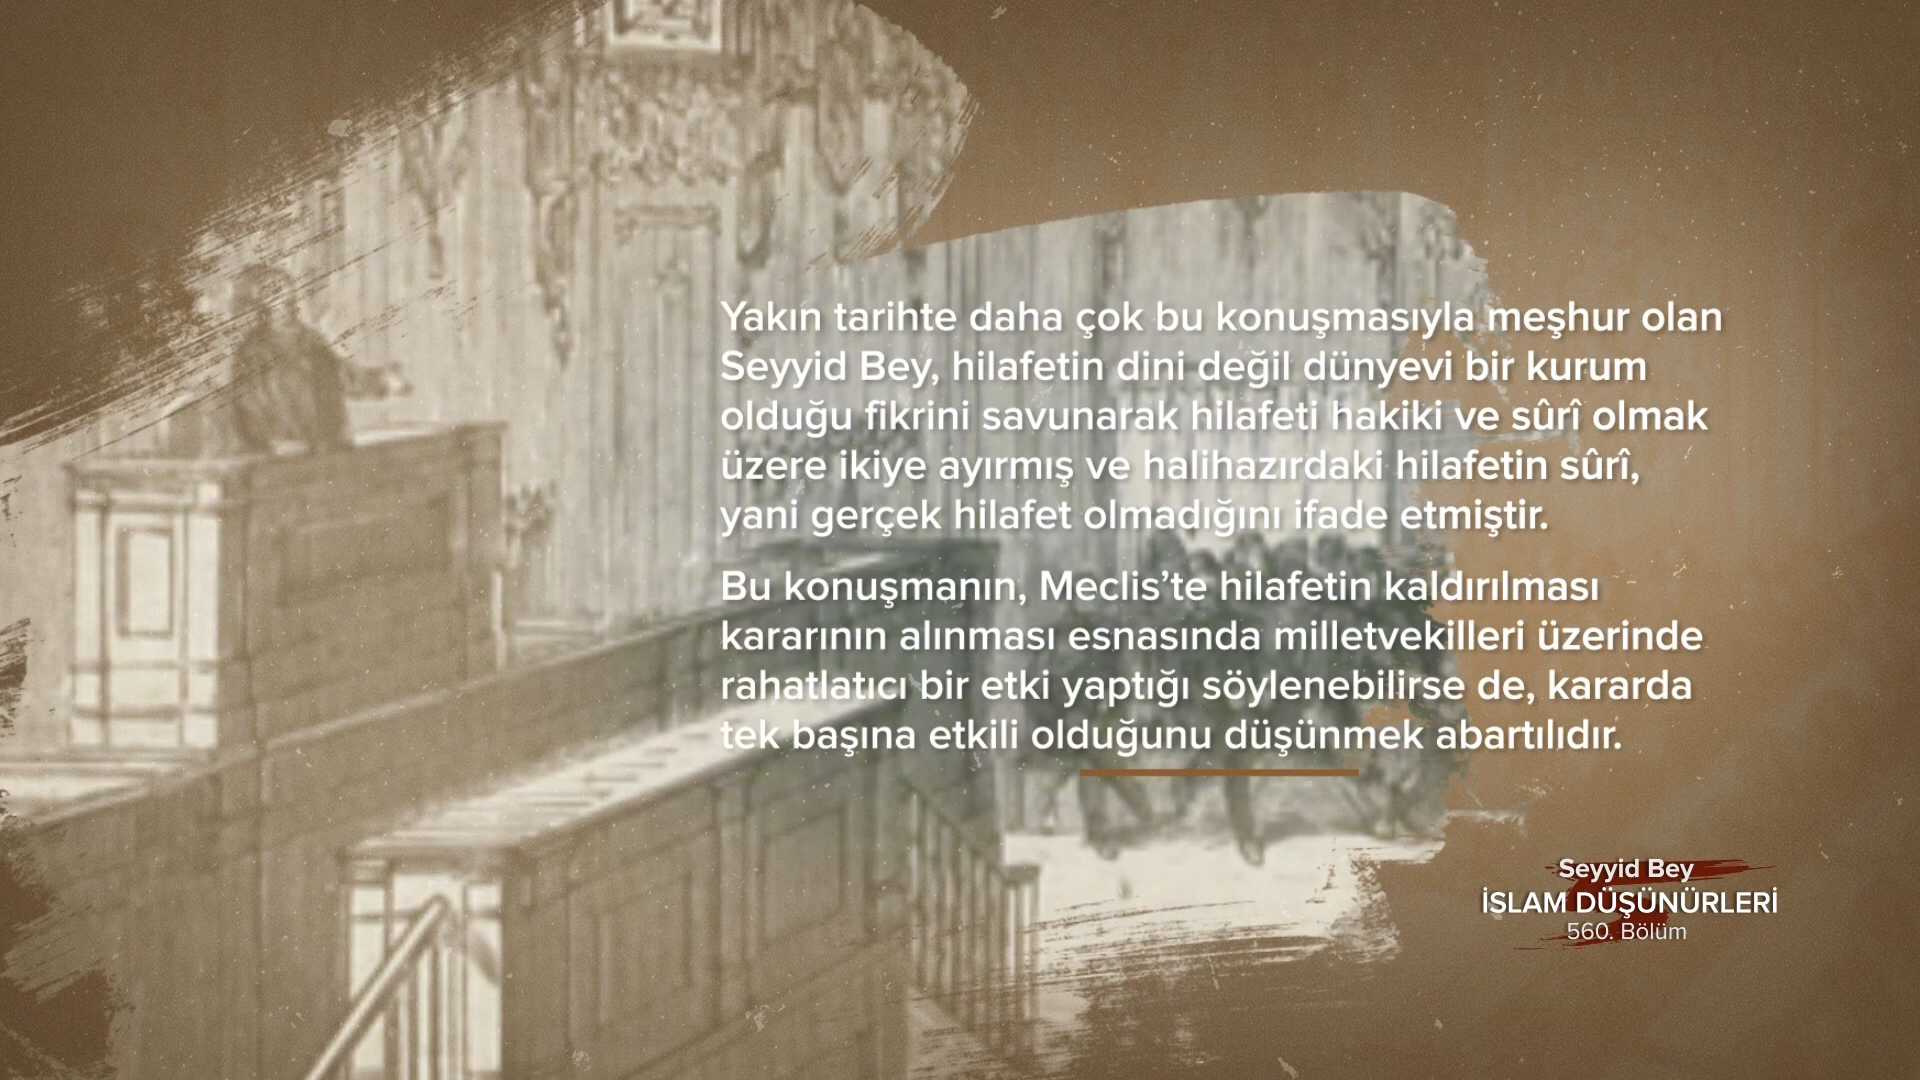 Yakın tarihte daha çok bu konuşmasıyla meşhur olan
Seyyid Bey, hilafetin dini değil dünyevi bir kurum
olduğu fikrini savunarak hilafeti hakiki ve sûrî olmak
üzere ikiye ayırmış ve halihazırdaki hilafetin sûrî,
yani gerçek hilafet olmadığını ifade etmiştir.
Bu konuşmanın, Meclis’te hilafetin kaldırılması
kararının alınması esnasında milletvekilleri üzerinde
rahatlatıcı bir etki yaptığı söylenebilirse de, kararda
tek başına etkili olduğunu düşünmek abartılıdır.
Seyyid Bey
İSLAM DÜŞÜNÜRLERİ
560. Bölüm